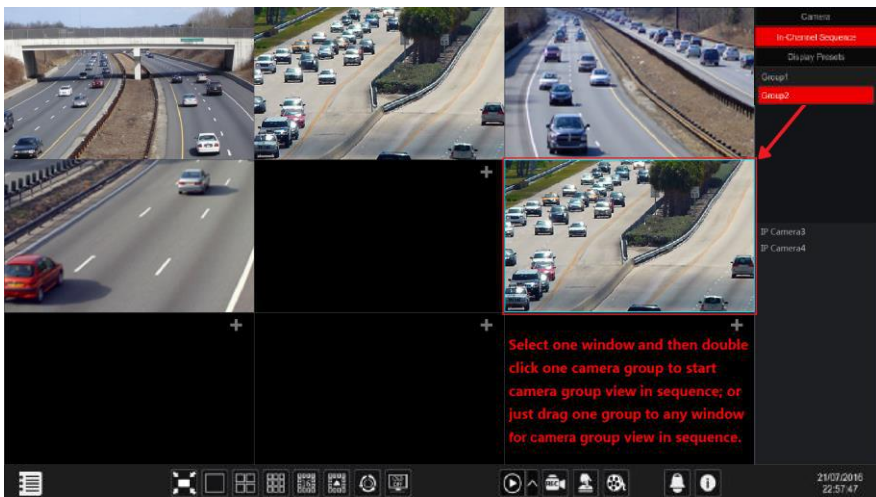 Camera
In-Channel Sequence
Display Presets
Group1
Group2
IP Camera3
IP Camera4
Select one window and then double
click one camera group to start
camera group view in sequence; or
just drag one group to any window
for camera group view in sequence.
REC
21/07/2016
22:57:47